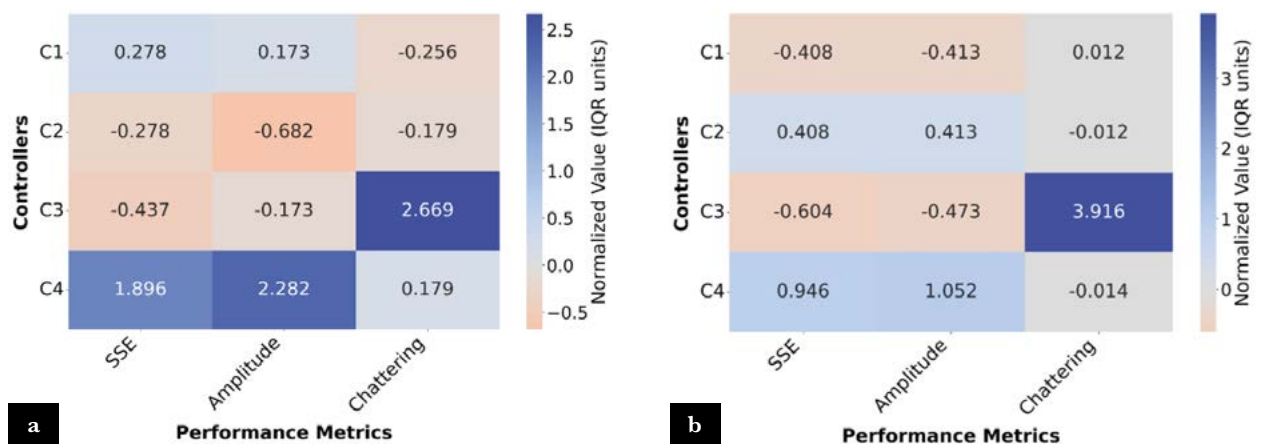 C1 0.278 0.173 -0.256
C2 -0.278 -0.682 -0.179
C3 -0.437 -0.173 2.669
C4 1.896 2.282 0.179
Controllers
SSE
Amplitude
Chattering
Performance Metrics
2.5
2.0
1.5
1.0
0.5
0.0
−0.5
Normalized Value (IQR units)
a
C1 -0.408 -0.413 0.012
C2 0.408 0.413 -0.012
C3 -0.604 -0.473 3.916
C4 0.946 1.052 -0.014
Controllers
SSE
Amplitude
Chattering
Performance Metrics
3
2
1
0
Normalized Value (IQR units)
b